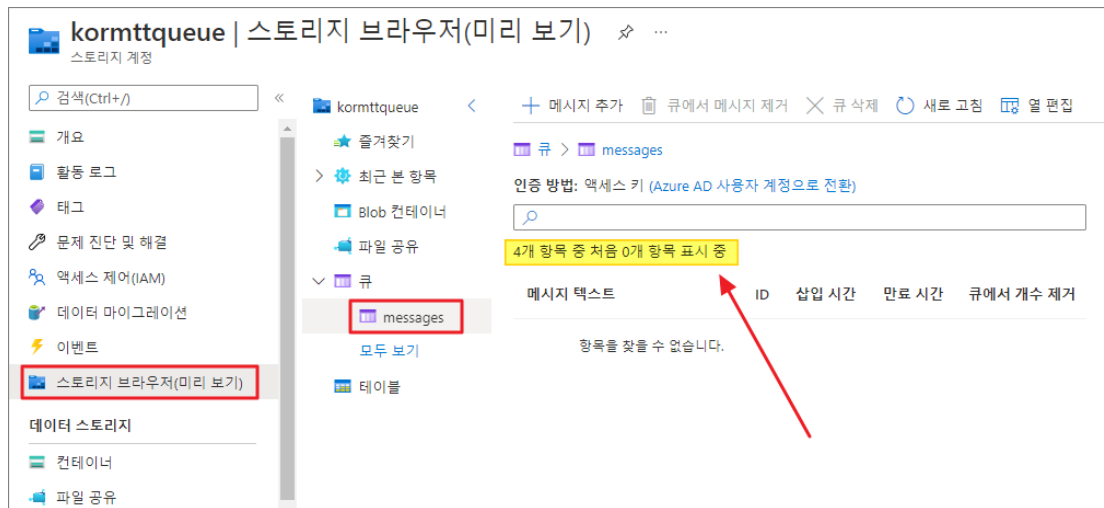 kormttqueue | 스토리지 브라우저(미리 보기)
스토리지 계정
검색(Ctrl+/)
개요
활동 로그
태그
문제 진단 및 해결
액세스 제어(IAM)
데이터 마이그레이션
이벤트
스토리지 브라우저(미리 보기)
데이터 스토리지
컨테이너
파일 공유
kormttqueue
즐겨찾기
최근 본 항목
Blob 컨테이너
파일 공유
큐
messages
모두 보기
테이블
메시지 추가 큐에서 메시지 제거 큐 삭제 새로 고침 열 편집
큐 > messages
인증 방법: 액세스 키 (Azure AD 사용자 계정으로 전환)
4개 항목 중 처음 0개 항목 표시 중
메시지 텍스트 ID 삽입 시간 만료 시간 큐에서 개수 제거
항목을 찾을 수 없습니다.